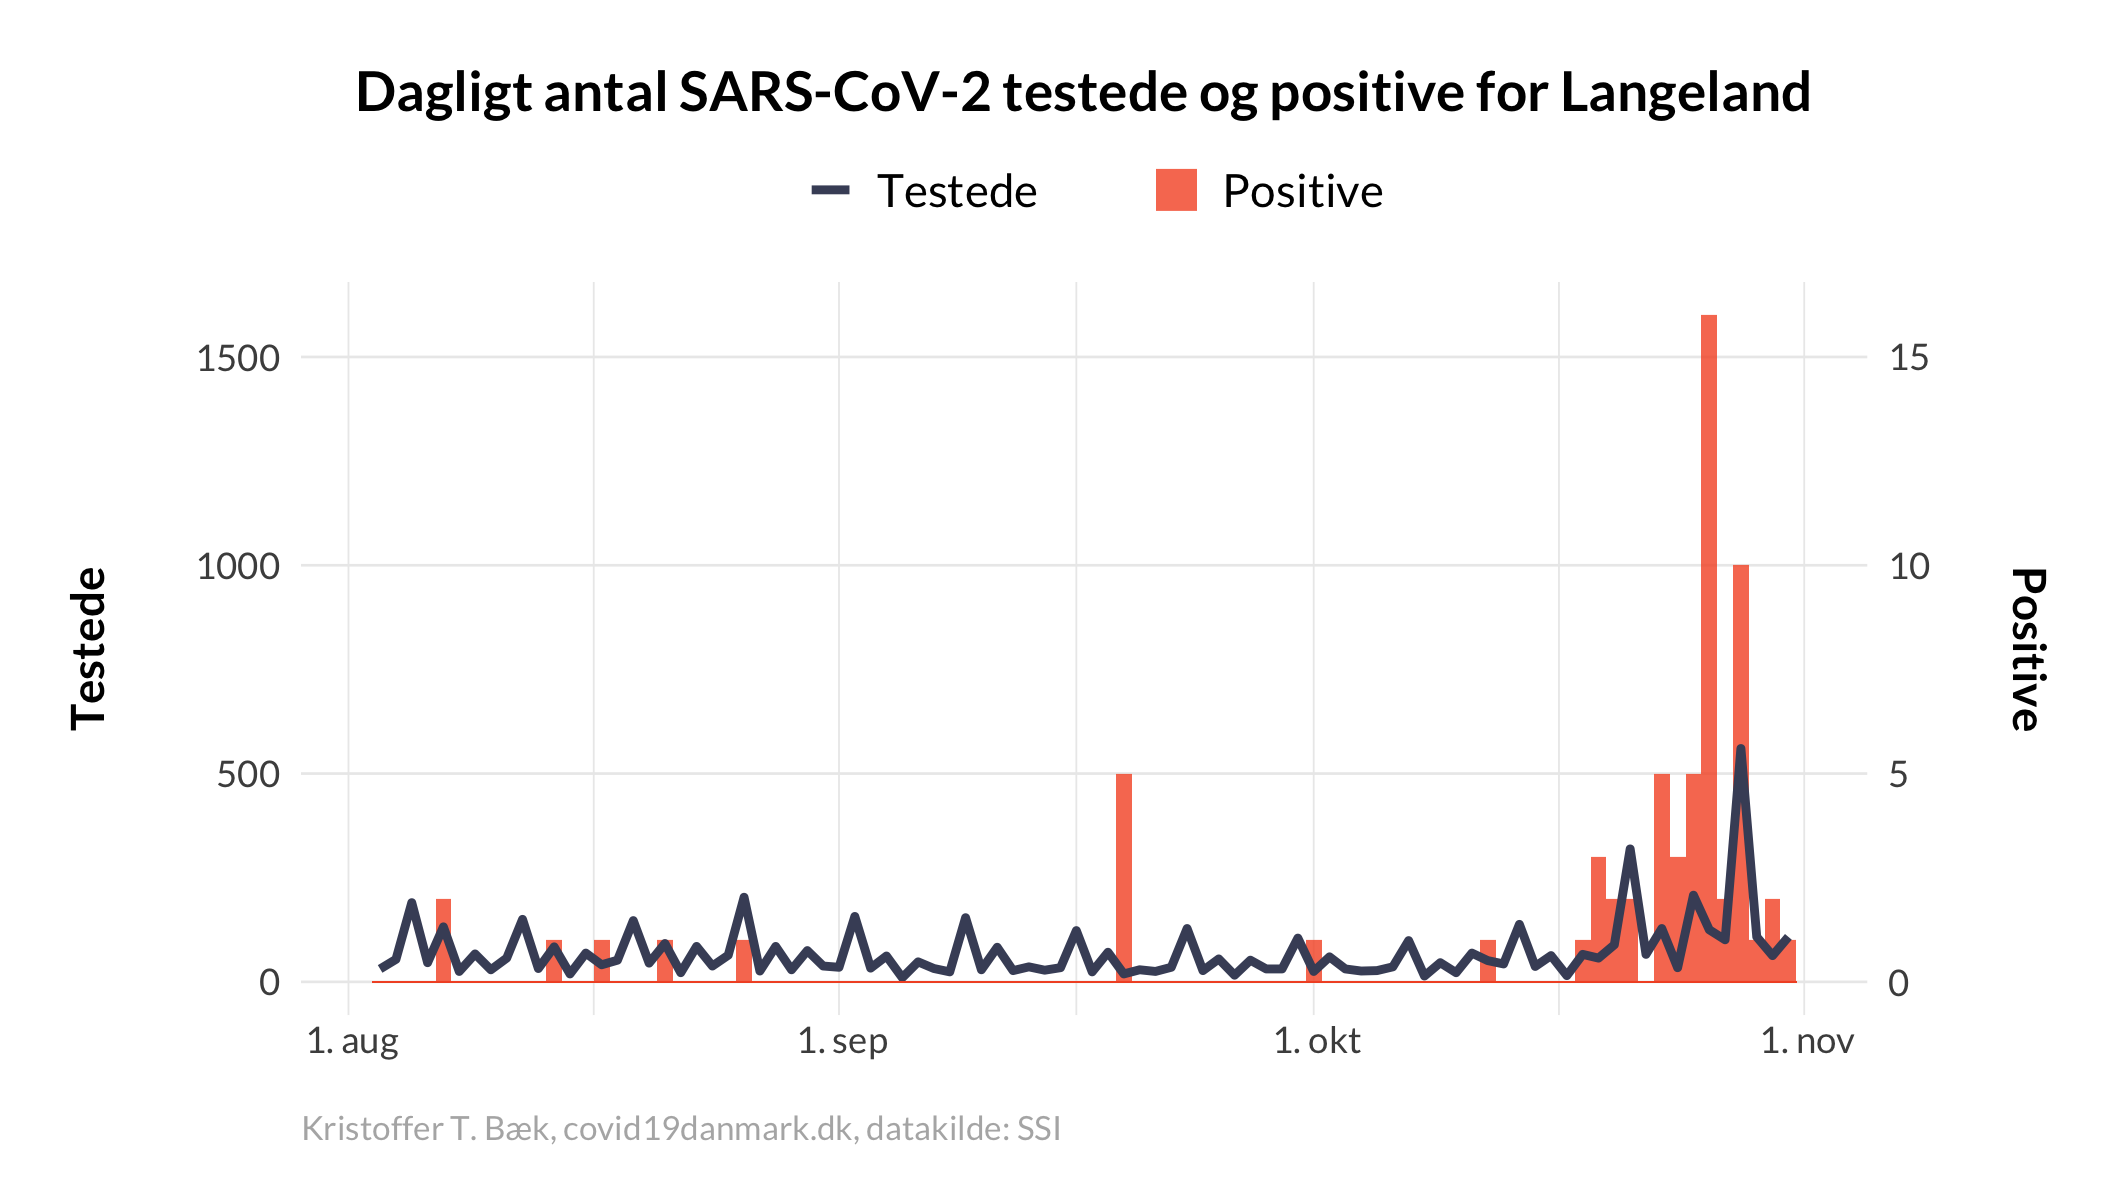 Dagligt antal SARS-CoV-2 testede og positive for Langeland
Testede
Positive
1500
1000
500
0
15
10
5
0
Testede
Positive
1. aug
1. sep
1. okt
1. nov
Kristoffer T. Bæk, covid19danmark.dk, datakilde: SSI